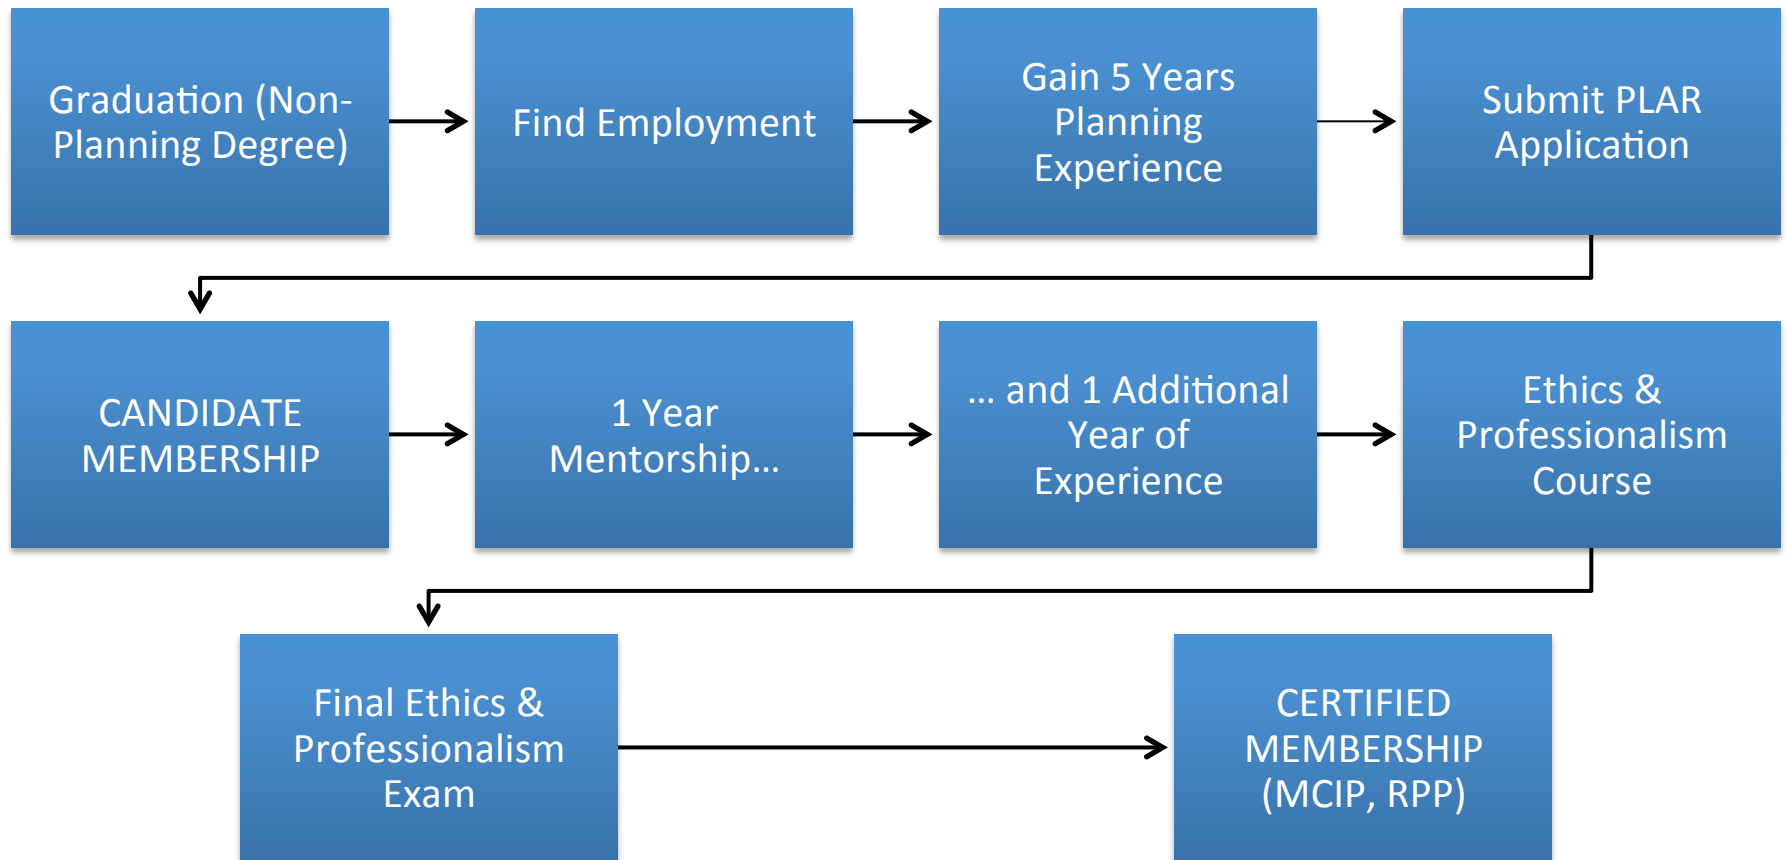 Graduation (Non-
Planning Degree)
Find Employment
Gain 5 Years
Planning
Experience
Submit PLAR
Application
CANDIDATE
MEMBERSHIP
1 Year
Mentorship...
... and 1 Additional
Year of
Experience
Ethics &
Professionalism
Course
Final Ethics &
Professionalism
Exam
CERTIFIED
MEMBERSHIP
(MCIP, RPP)